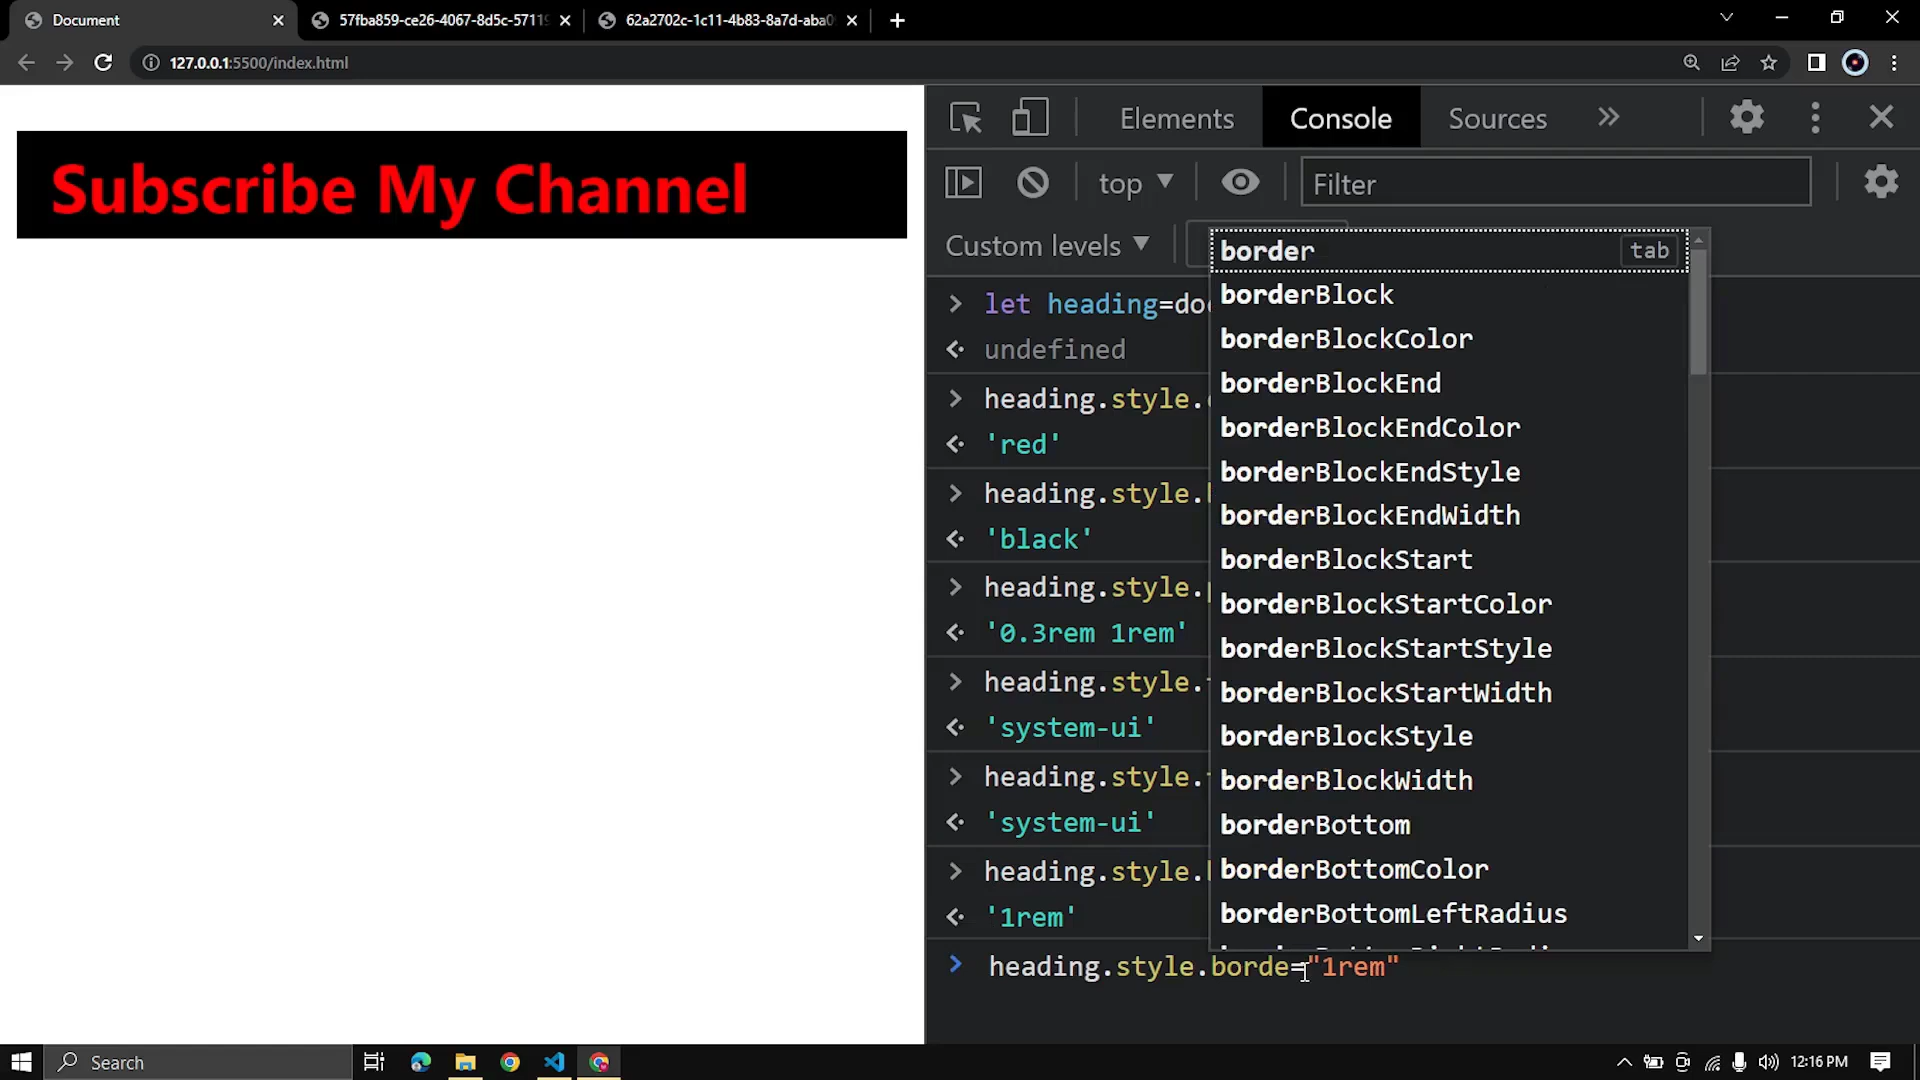 Document
57fba859-ce26-4067-8d5c-57119
62a2702c-1c11-4b83-8a7d-aba0
127.0.0.1:5500/index.html
Subscribe My Channel
Elements
Console
Sources
top
Filter
Custom levels
let heading=doc
undefined
heading.style.
'red'
heading.style.
'black'
heading.style.
'0.3rem 1rem'
heading.style.
'system-ui'
heading.style.
'system-ui'
heading.style.
'1rem'
border tab
borderBlock
borderBlockColor
borderBlockEnd
borderBlockEndColor
borderBlockEndStyle
borderBlockEndWidth
borderBlockStart
borderBlockStartColor
borderBlockStartStyle
borderBlockStartWidth
borderBlockStyle
borderBlockWidth
borderBottom
borderBottomColor
borderBottomLeftRadius
heading.style.borde="1rem"
Search
12:16 PM